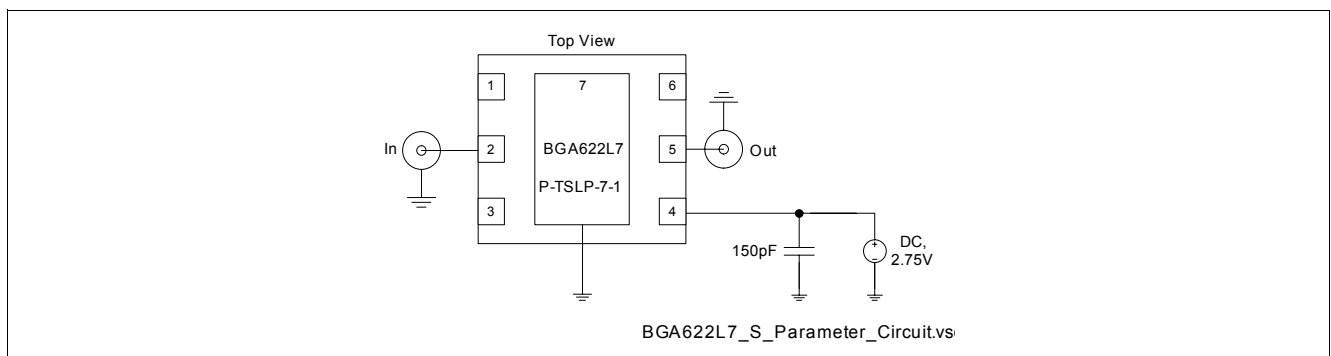 Top View
1
7
6
In
2
BGA622L7
5
Out
P-TSLP-7-1
3
4
150pF
DC,
2.75V
BGA622L7_S_Parameter_Circuit.vs